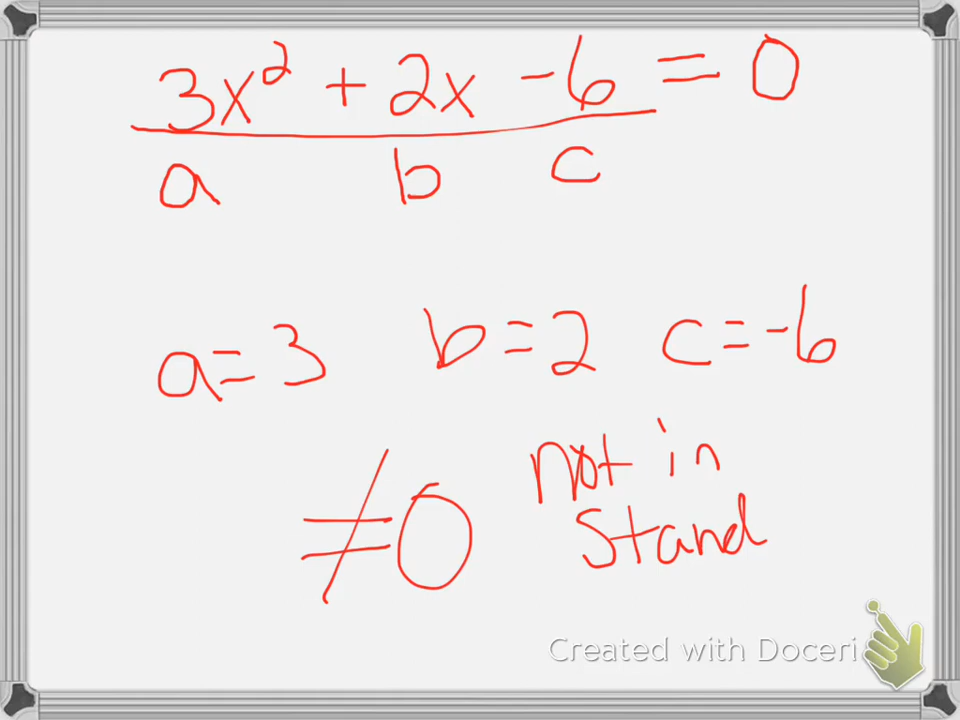 3x² + 2x - 6 = 0
a b c
a = 3 b = 2 c = -6
≠ 0 not in
Stand
Created with Doceri